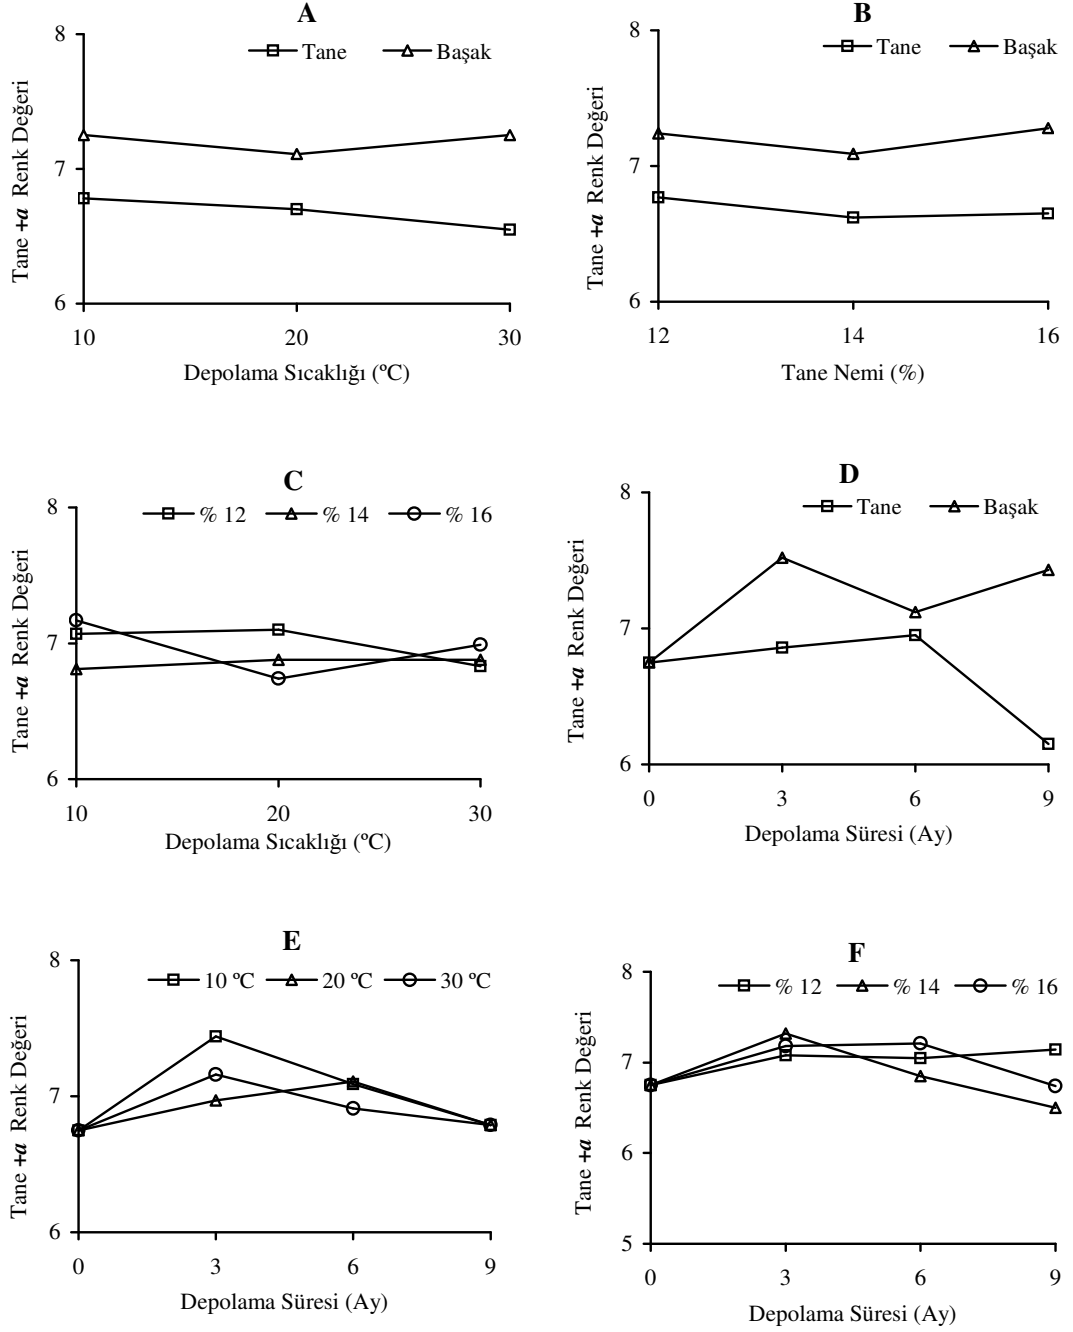 A
8
7
6
Tane Başak
Tane +a Renk Değeri
10 20 30
Depolama Sıcaklığı (ºC)
B
8
7
6
Tane Başak
Tane +a Renk Değeri
12 14 16
Tane Nemi (%)
C
8
7
6
% 12 % 14 % 16
Tane +a Renk Değeri
10 20 30
Depolama Sıcaklığı (ºC)
D
8
7
6
Tane Başak
Tane +a Renk Değeri
0 3 6 9
Depolama Süresi (Ay)
E
8
7
6
10 ºC 20 ºC 30 ºC
Tane +a Renk Değeri
0 3 6 9
Depolama Süresi (Ay)
F
8
7
6
5
% 12 % 14 % 16
Tane +a Renk Değeri
0 3 6 9
Depolama Süresi (Ay)